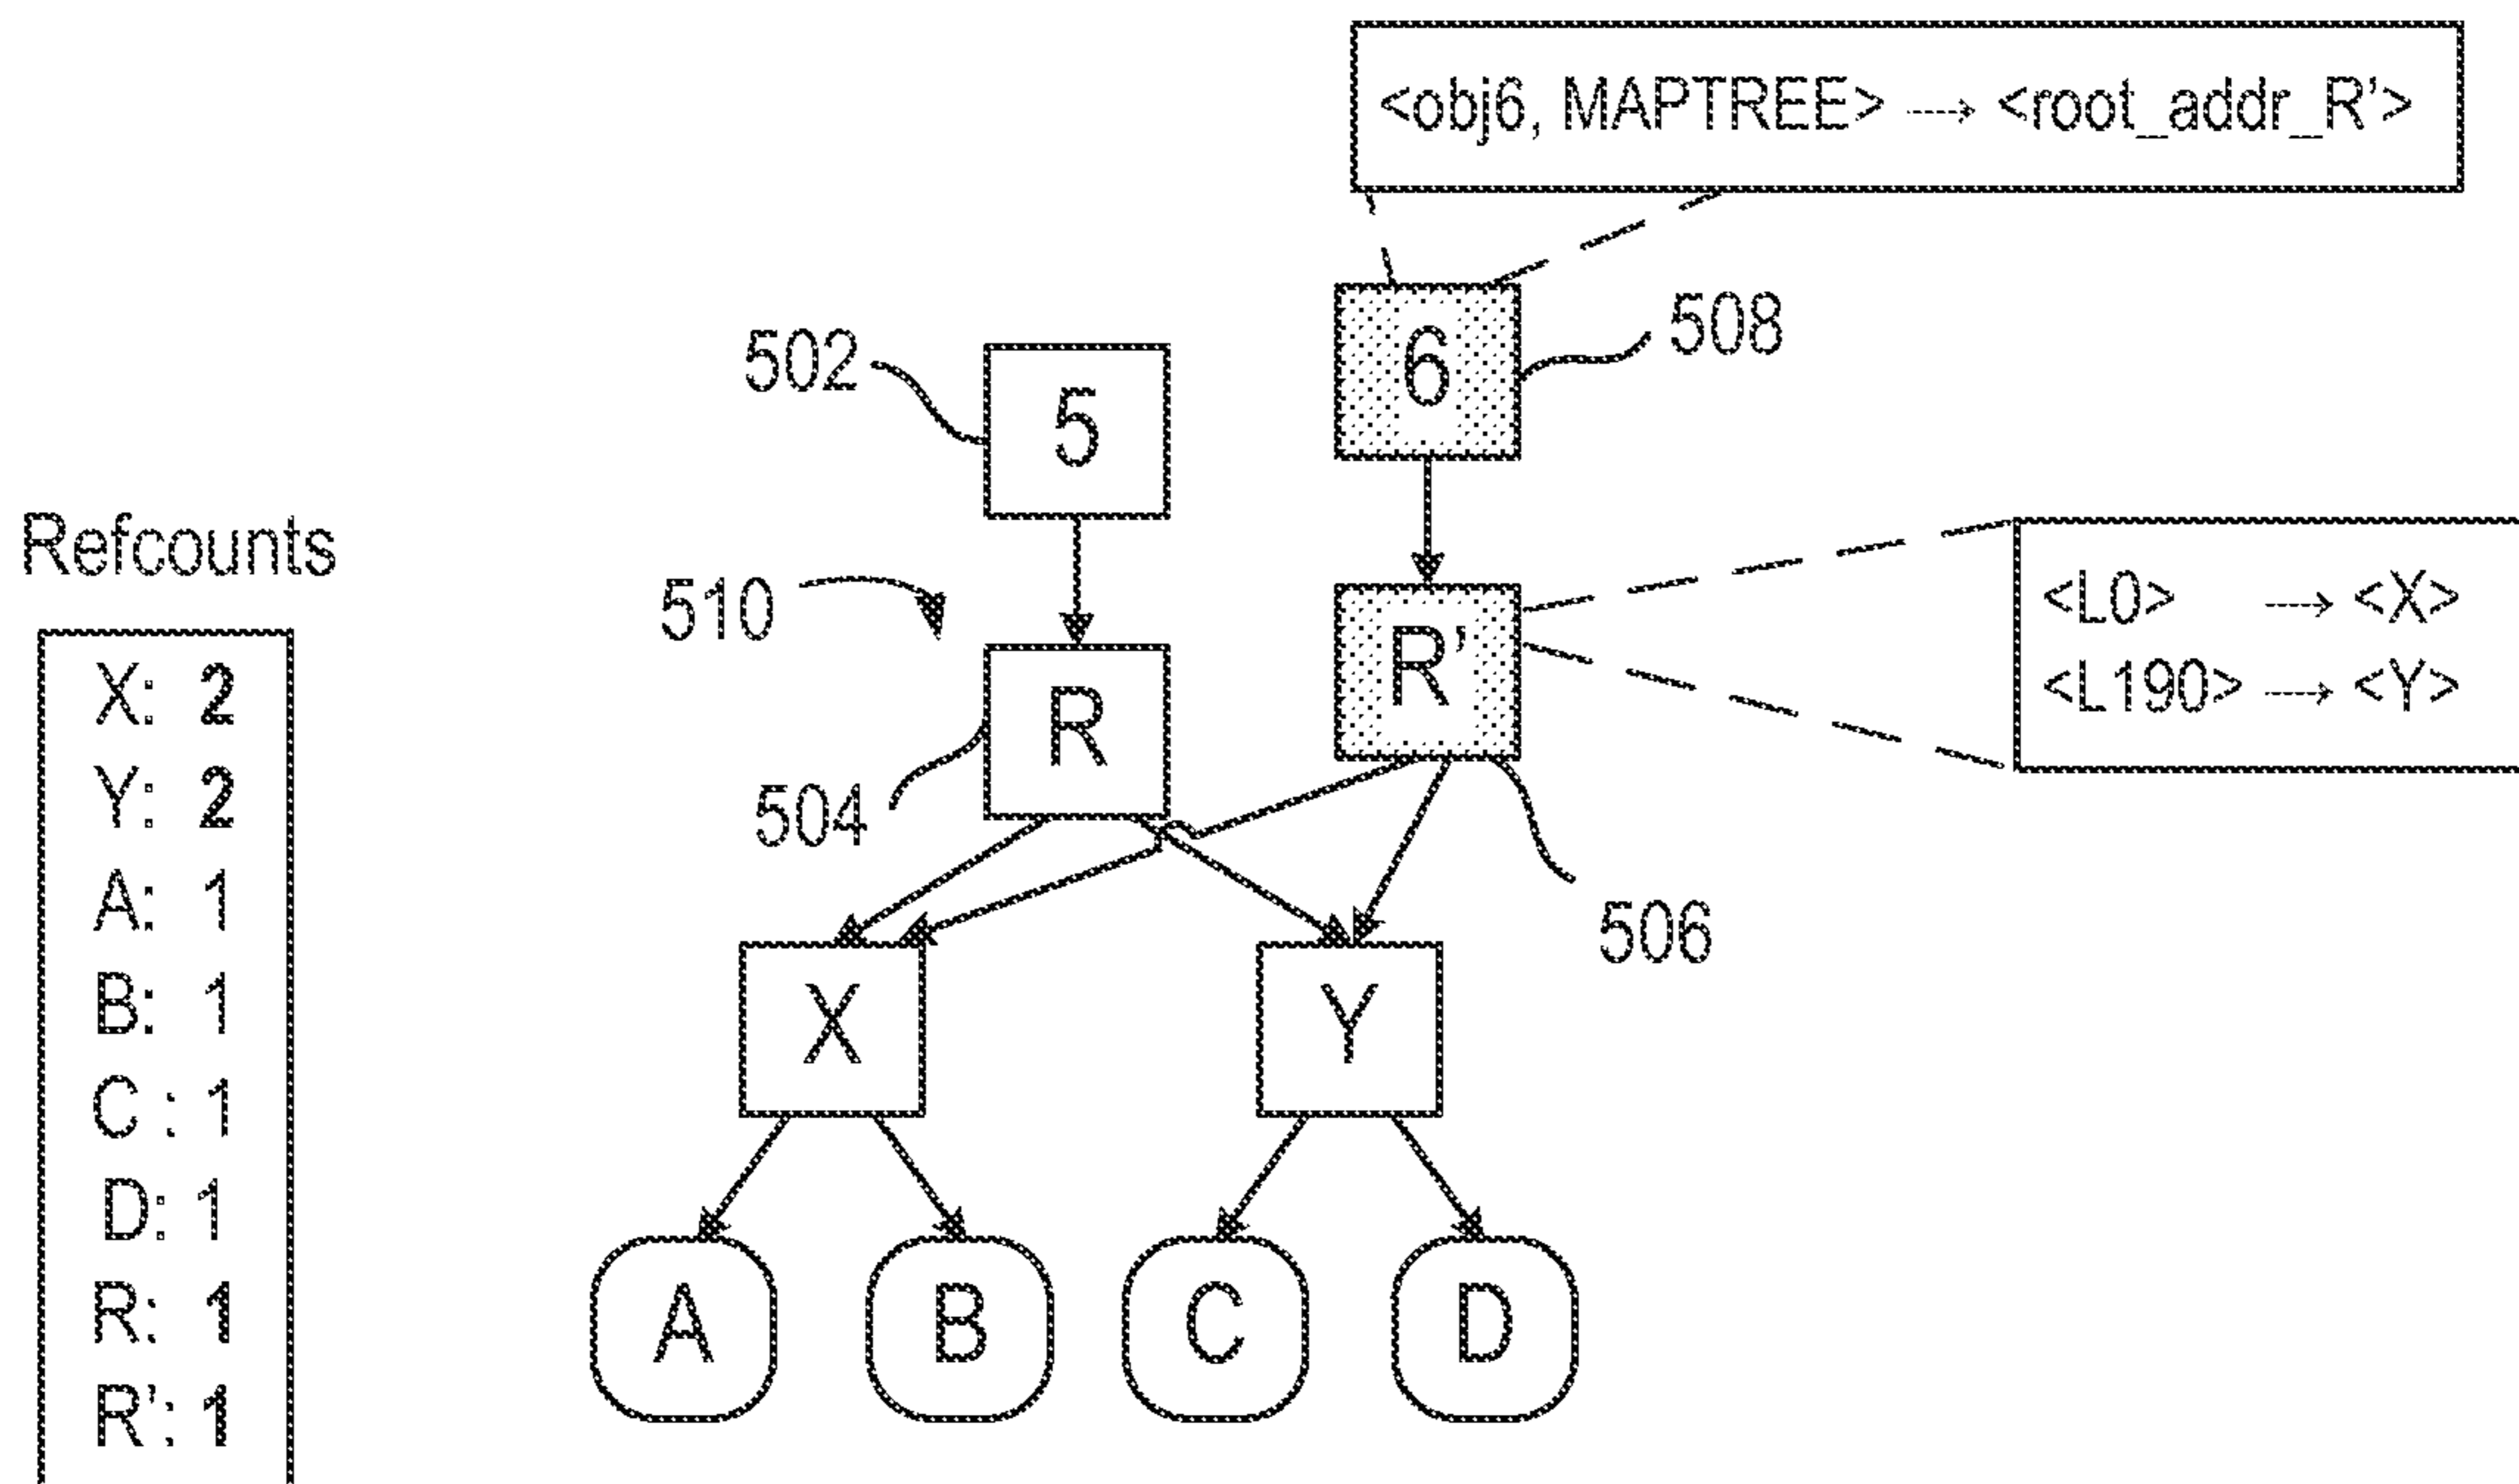 <obj6, MAPTREE> → <root_addr_R'>
502
5
6
508
Refcounts
510
R
R'
<L0> → <X>
<L190> → <Y>
504
506
X: 2
Y: 2
A: 1
B: 1
C : 1
D: 1
R: 1
R': 1
X
Y
A
B
C
D